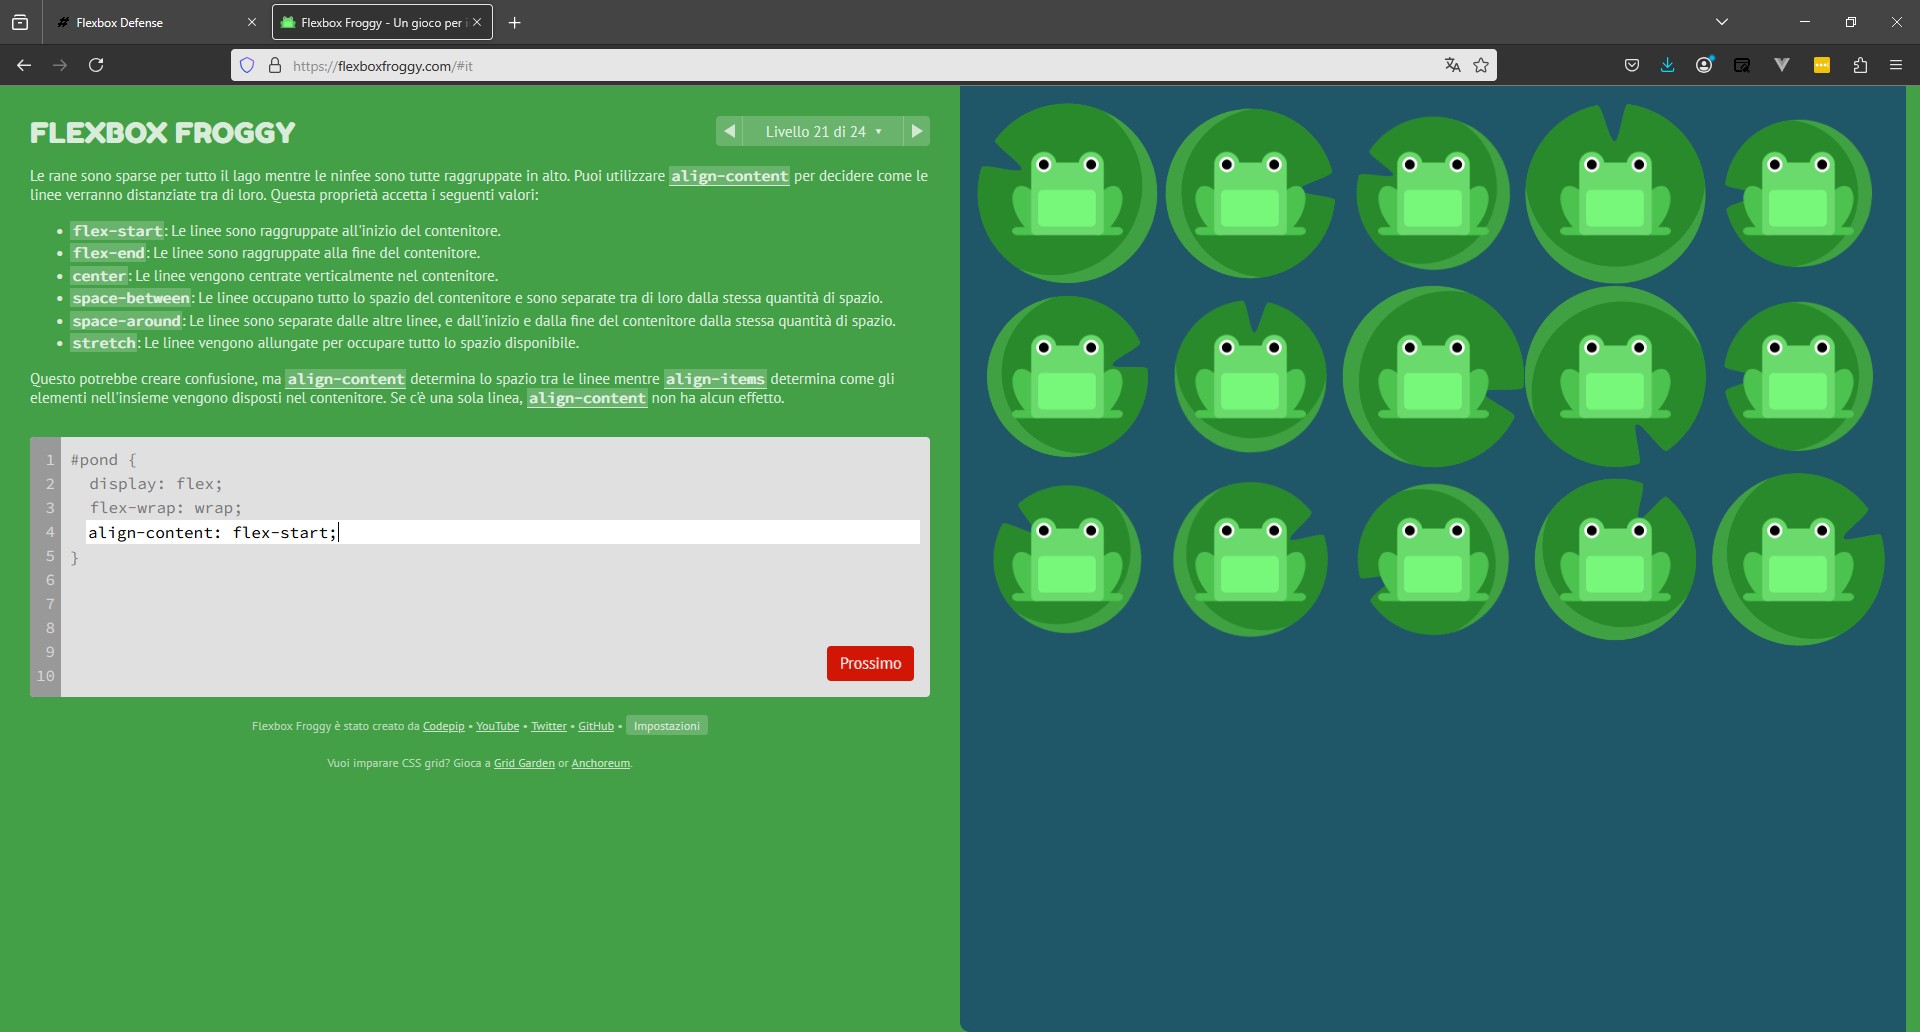 Flexbox Defense
Flexbox Froggy - Un gioco per i
https://flexboxfroggy.com/#it
FLEXBOX FROGGY
Livello 21 di 24 ▾
Le rane sono sparse per tutto il lago mentre le ninfee sono tutte raggruppate in alto. Puoi utilizzare align-content per decidere come le
linee verranno distanziate tra di loro. Questa proprietà accetta i seguenti valori:
• flex-start: Le linee sono raggruppate all'inizio del contenitore.
• flex-end: Le linee sono raggruppate alla fine del contenitore.
• center: Le linee vengono centrate verticalmente nel contenitore.
• space-between: Le linee occupano tutto lo spazio del contenitore e sono separate tra di loro dalla stessa quantità di spazio.
• space-around: Le linee sono separate dalle altre linee, e dall'inizio e dalla fine del contenitore dalla stessa quantità di spazio.
• stretch: Le linee vengono allungate per occupare tutto lo spazio disponibile.
Questo potrebbe creare confusione, ma align-content determina lo spazio tra le linee mentre align-items determina come gli
elementi nell'insieme vengono disposti nel contenitore. Se c'è una sola linea, align-content non ha alcun effetto.
1 #pond {
2 display: flex;
3 flex-wrap: wrap;
4 align-content: flex-start;
5 }
6
7
8
9
10
Prossimo
Flexbox Froggy è stato creato da Codepip • YouTube • Twitter • GitHub • Impostazioni
Vuoi imparare CSS grid? Gioca a Grid Garden or Anchoreum.